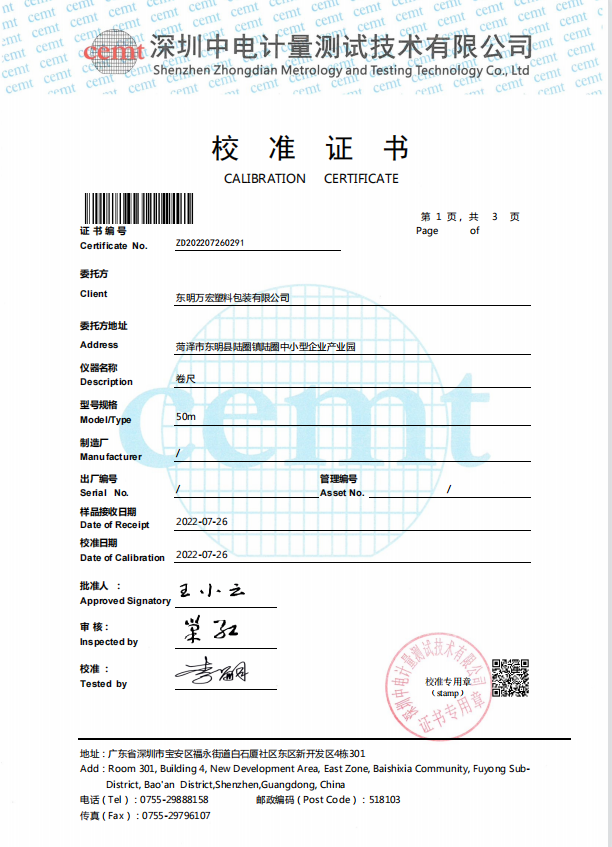 cemt 深圳中电计量测试技术有限公司
Shenzhen Zhongdian Metrology and Testing Technology Co., Ltd
校 准 证 书
CALIBRATION CERTIFICATE
第 1 页, 共 3 页
Page of
证书编号
Certificate No. ZD202207260291
委托方
Client 东明万宏塑料包装有限公司
委托方地址
Address 菏泽市东明县陆圈镇陆圈中小型企业产业园
仪器名称
Description 卷尺
型号规格
Model/Type 50m
制造厂
Manufacturer /
出厂编号 管理编号
Serial No. / Asset No. /
样品接收日期
Date of Receipt 2022-07-26
校准日期
Date of Calibration 2022-07-26
cemt
批准人 :
Approved Signatory 王小云
审 核 :
Inspected by
校 准 :
Tested by 李明
深圳中电计量测试技术有限公司
校准专用章
(stamp)
证书专用章
地址 : 广东省深圳市宝安区福永街道白石厦社区东区新开发区4栋301
Add : Room 301, Building 4, New Development Area, East Zone, Baishixia Community, Fuyong Sub-
District, Bao'an District,Shenzhen,Guangdong, China
电话 ( Tel ) : 0755-29888158 邮政编码 ( Post Code ) : 518103
传真 ( Fax ) : 0755-29796107